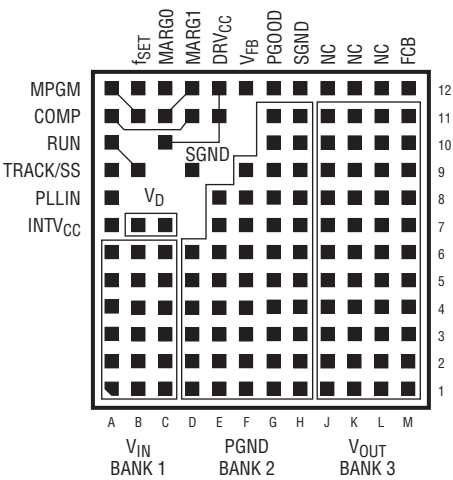 fSET
MARG0
MARG1
DRVCC
VFB
PGOOD
SGND
NC
NC
NC
FCB
MPGM
COMP
RUN
TRACK/SS
PLLIN
INTVCC
SGND
VD
12
11
10
9
8
7
6
5
4
3
2
1
A B C D E F G H J K L M
VIN
BANK 1
PGND
BANK 2
VOUT
BANK 3